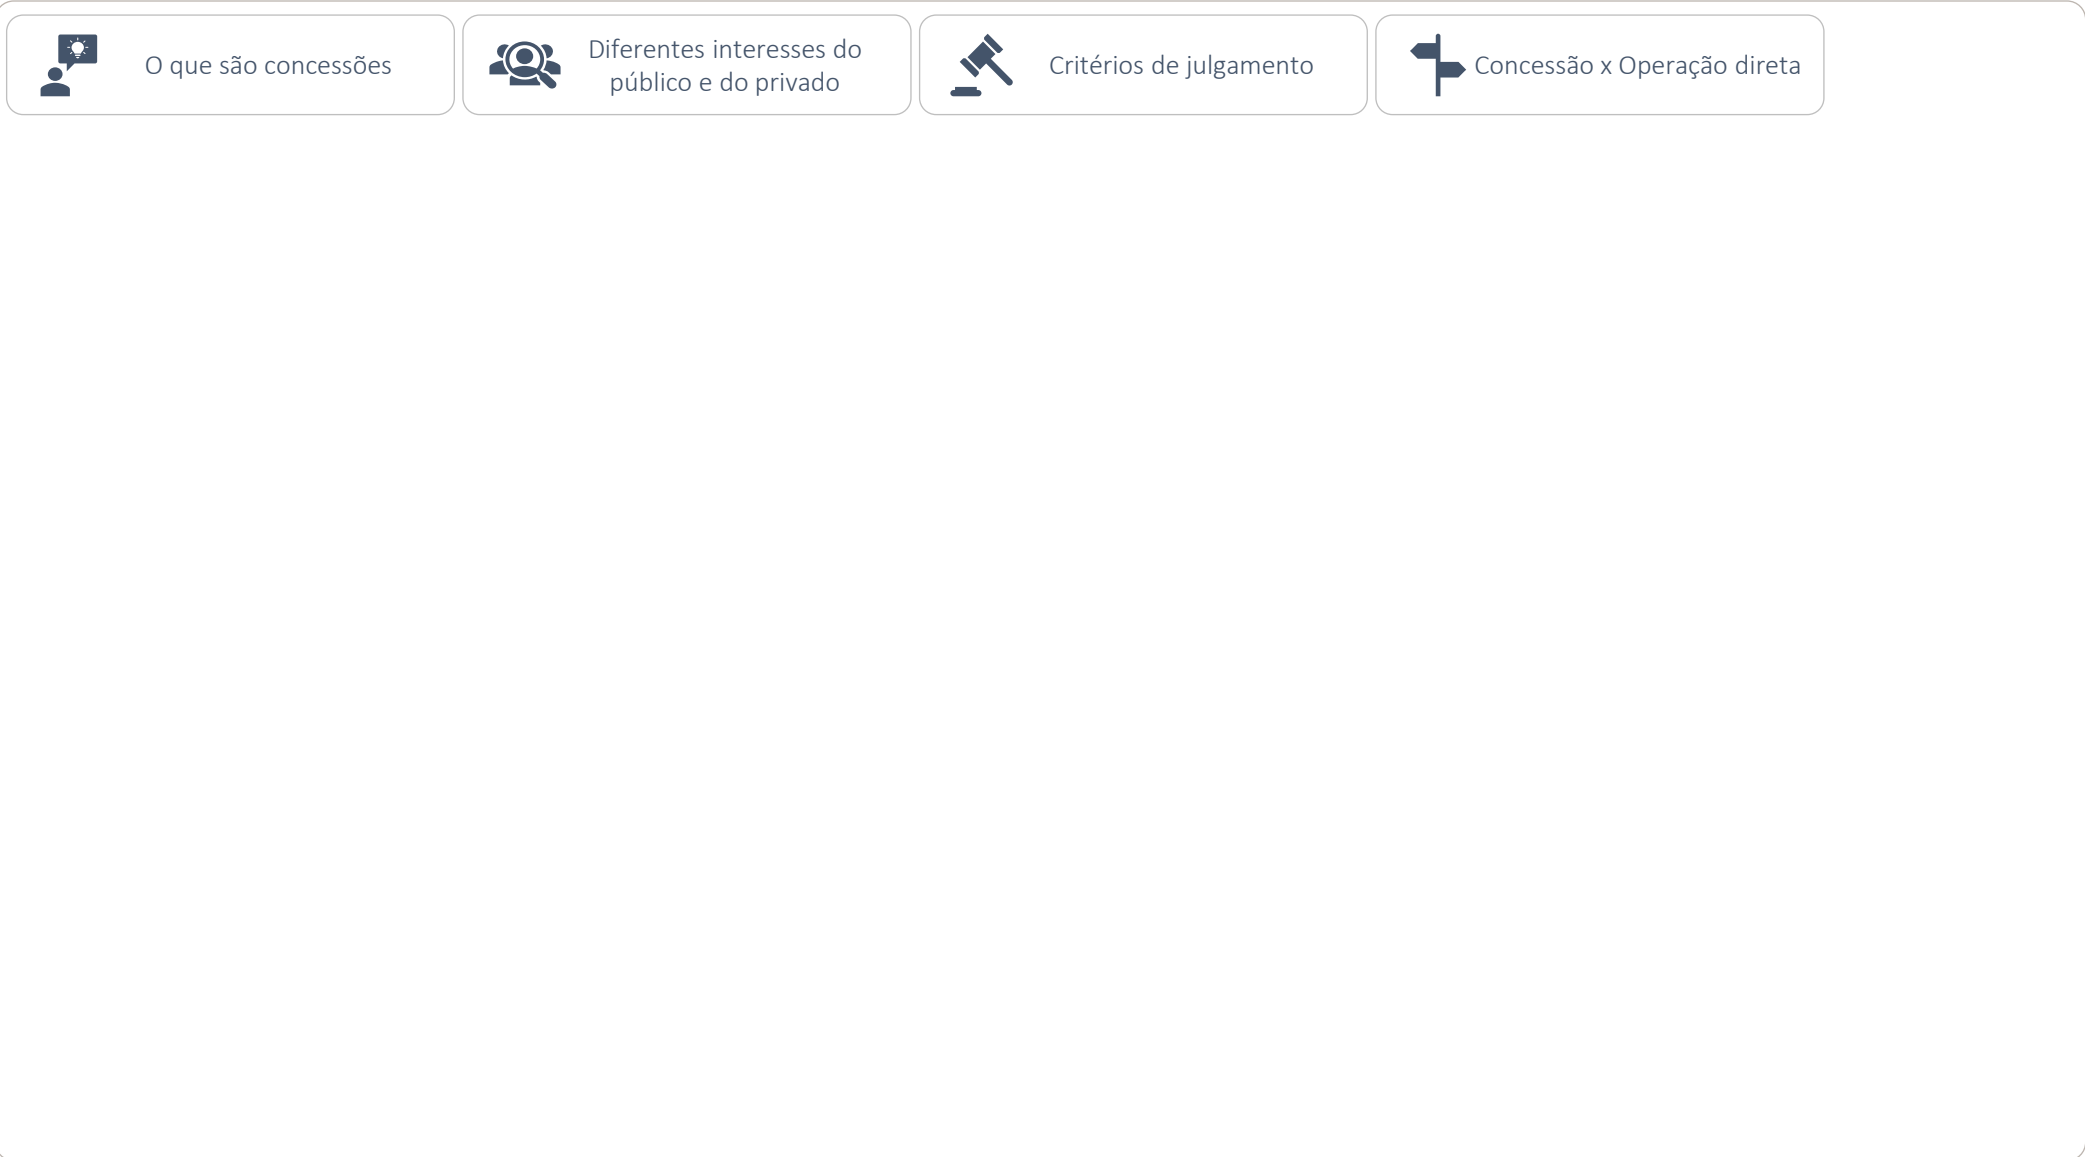 O que são concessões
Diferentes interesses do
público e do privado
Critérios de julgamento
Concessão x Operação direta